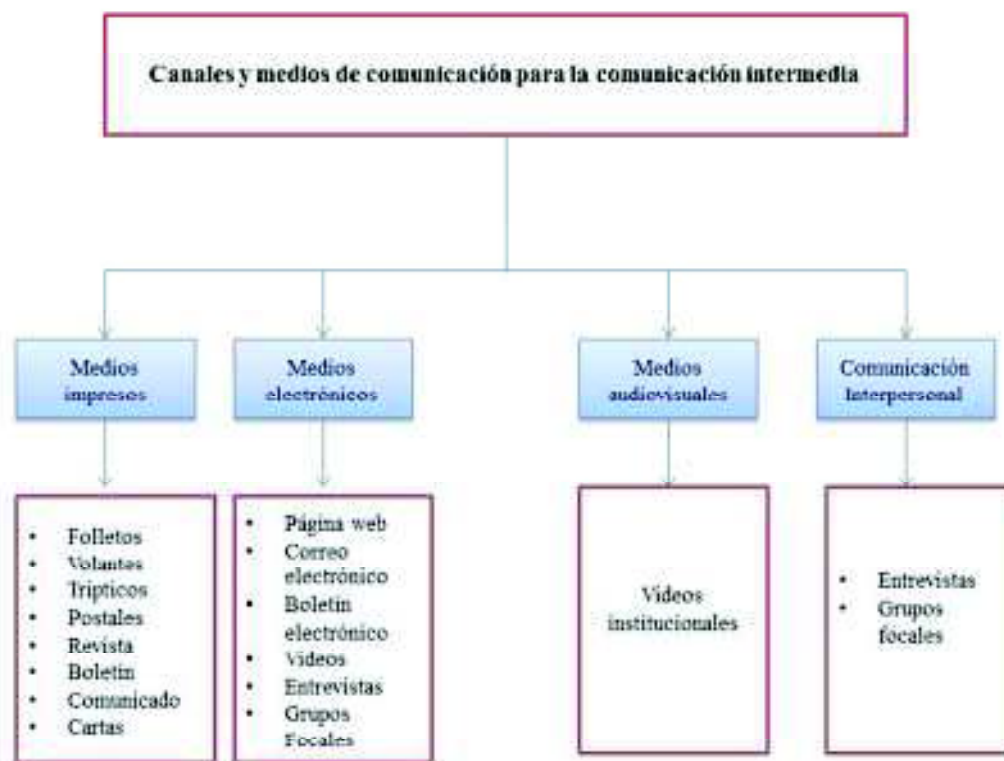 Canales y medios de comunicación para la comunicación intermedia
Medios
impresos
Medios
electrónicos
Medios
audiovisuales
Comunicación
Interpersonal
• Folletos
• Volantes
• Trípticos
• Postales
• Revista
• Boletín
• Comunicado
• Cartas
• Página web
• Correo
electrónico
• Boletín
electrónico
• Videos
• Entrevistas
• Grupos
Focales
Videos
institucionales
• Entrevistas
• Grupos
focales